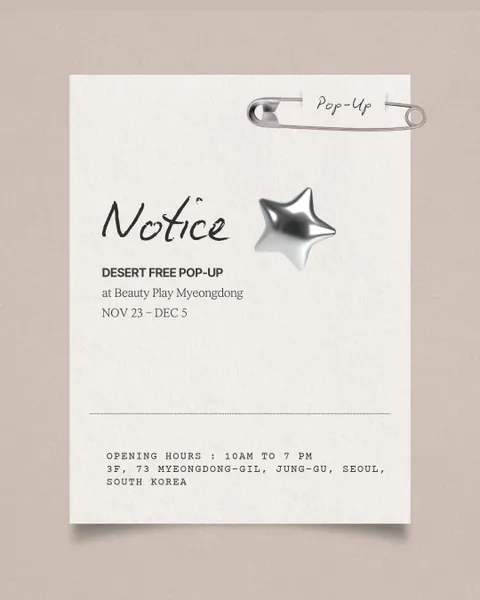 Pop-Up
Notice
DESERT FREE POP-UP
at Beauty Play Myeongdong
NOV 23 – DEC 5
OPENING HOURS : 10AM TO 7 PM
3F, 73 MYEONGDONG-GIL, JUNG-GU, SEOUL,
SOUTH KOREA